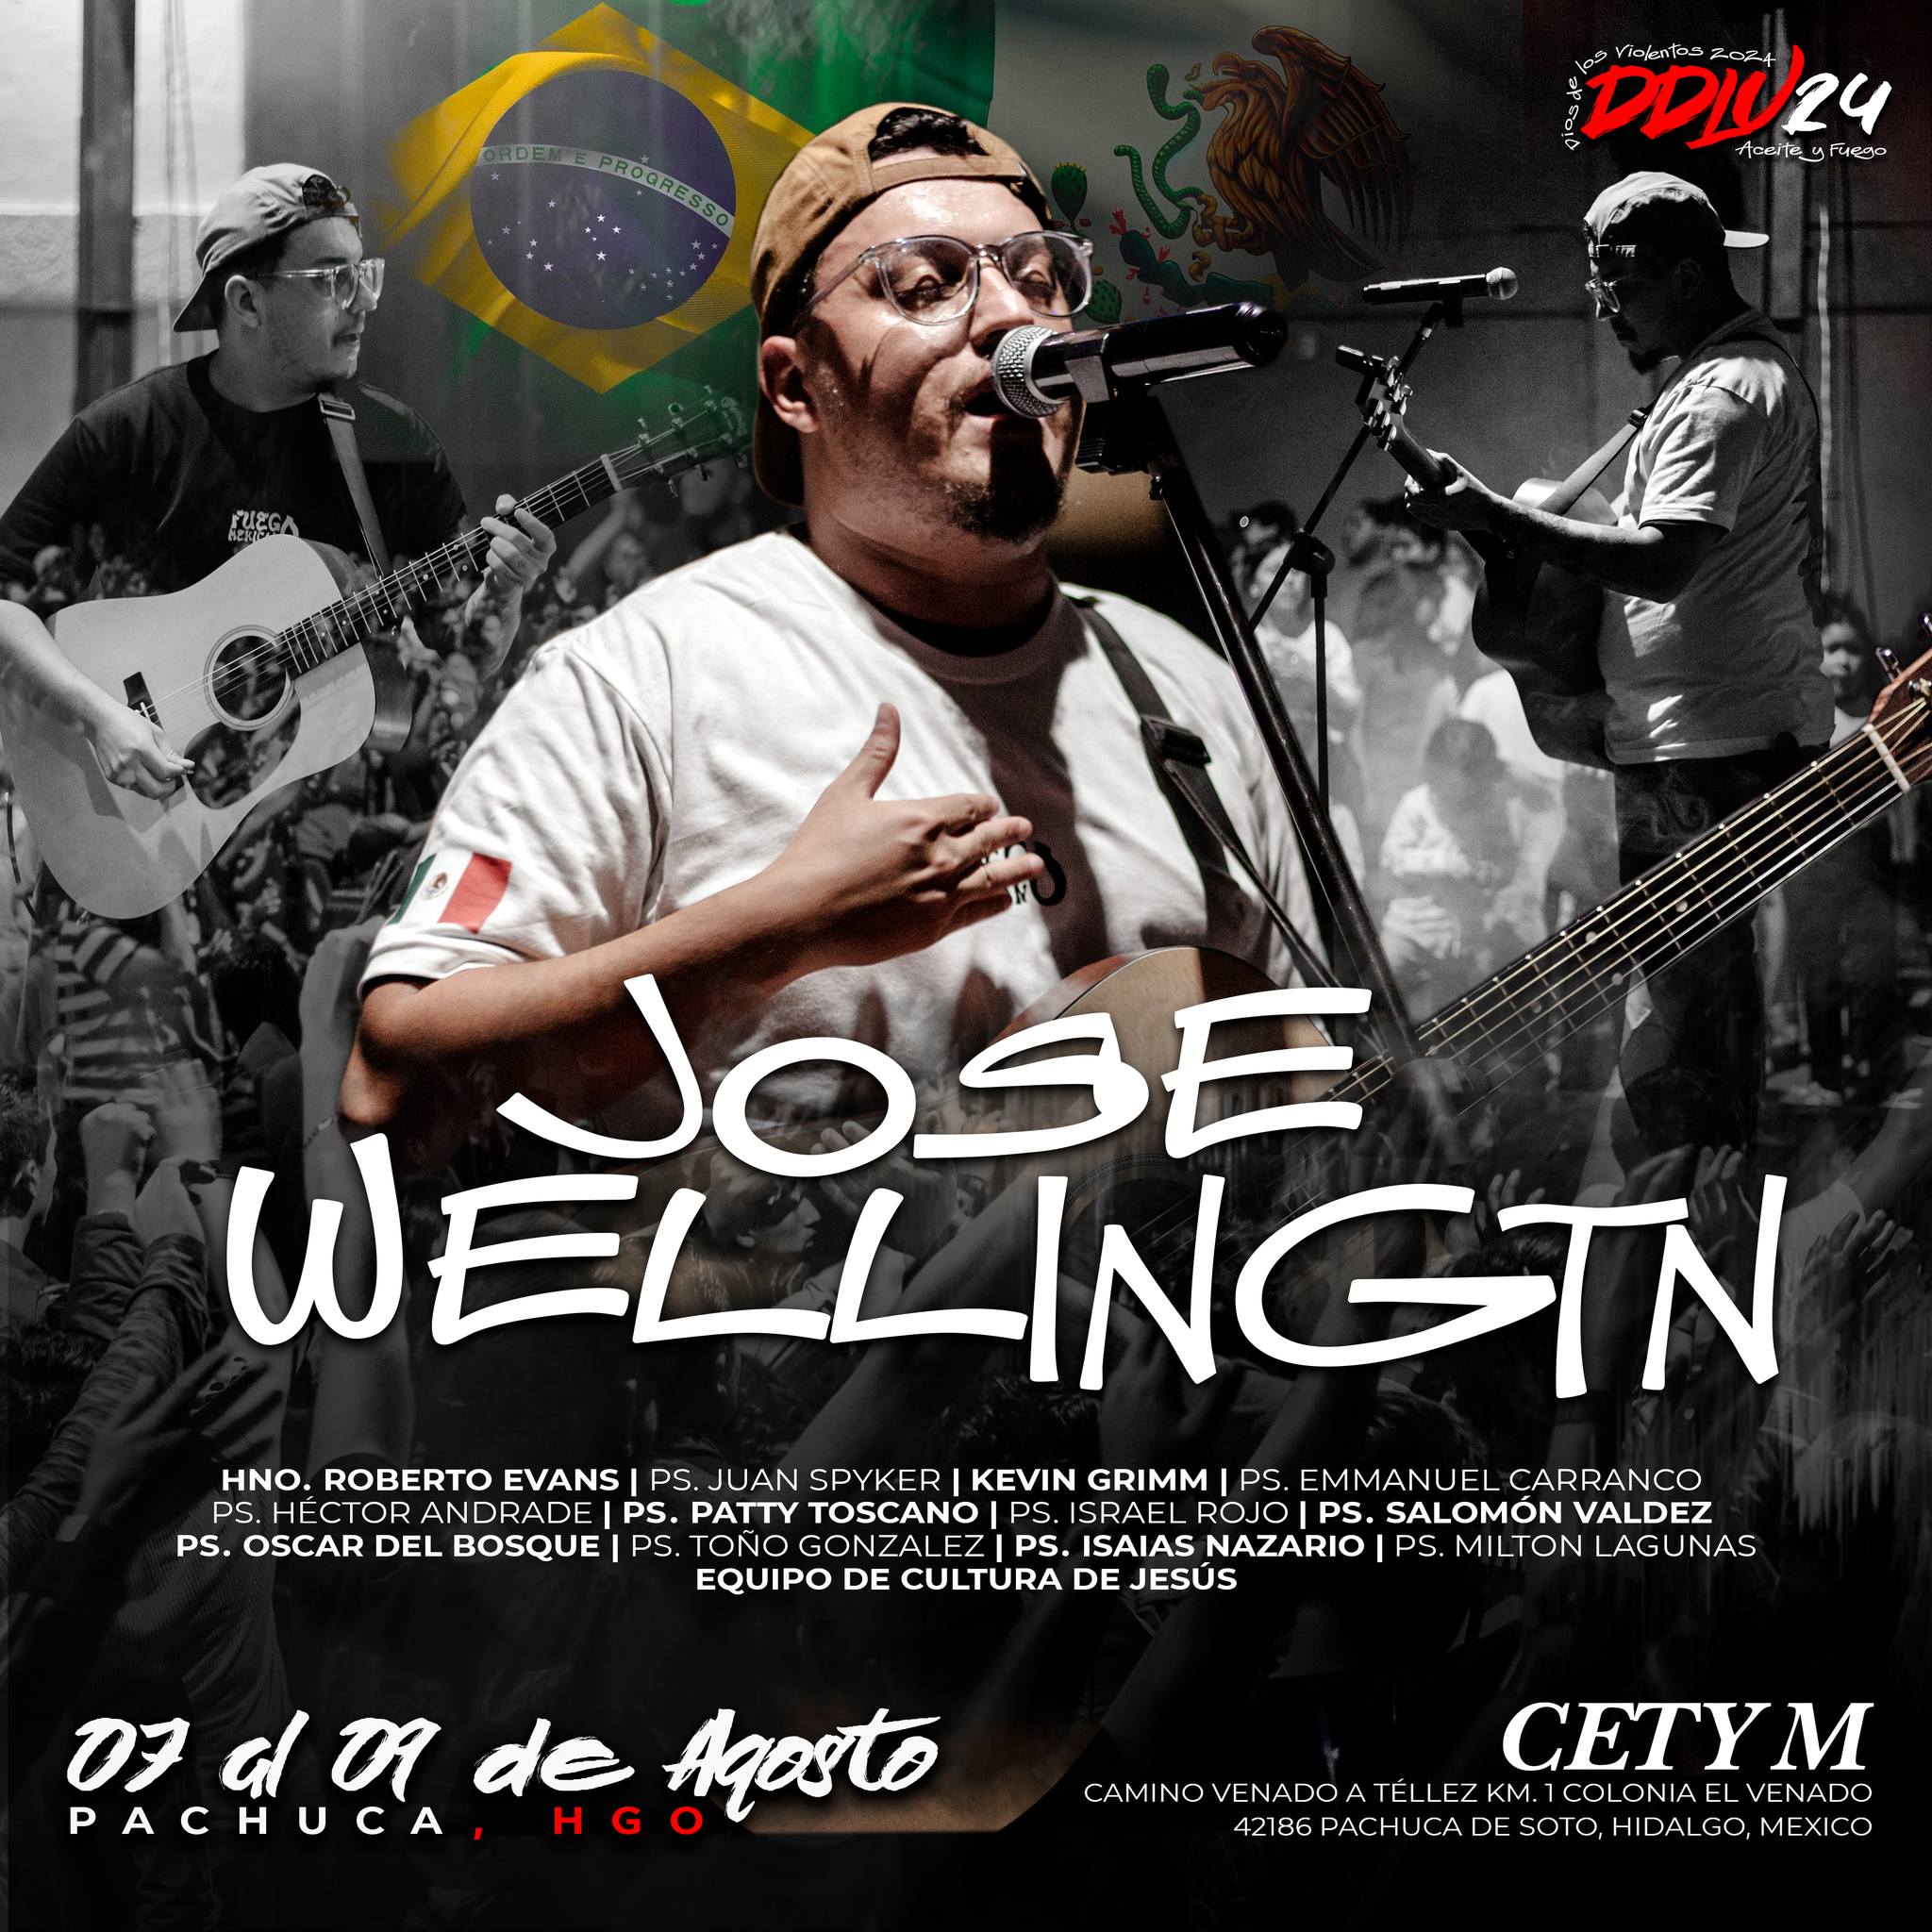 Dios de los Violentos 2024
DDLV24
Aceite y Fuego
ORDEM E PROGRESSO
FUEGO
MEXICANO
JOSE
WELLINGTN
HNO. ROBERTO EVANS | PS. JUAN SPYKER | KEVIN GRIMM | PS. EMMANUEL CARRANCO
PS. HÉCTOR ANDRADE | PS. PATTY TOSCANO | PS. ISRAEL ROJO | PS. SALOMÓN VALDEZ
PS. OSCAR DEL BOSQUE | PS. TOÑO GONZALEZ | PS. ISAIAS NAZARIO | PS. MILTON LAGUNAS
EQUIPO DE CULTURA DE JESÚS
07 al 09 de Agosto
PACHUCA, HGO
CETY M
CAMINO VENADO A TÉLLEZ KM. 1 COLONIA EL VENADO
42186 PACHUCA DE SOTO, HIDALGO, MEXICO